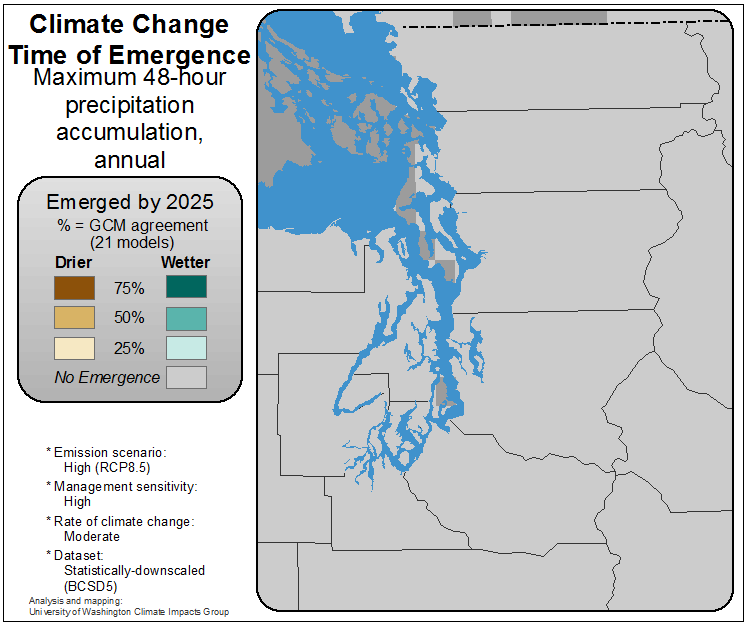 Climate Change
Time of Emergence
Maximum 48-hour
precipitation
accumulation,
annual
Emerged by 2025
% = GCM agreement
(21 models)
Drier Wetter
75%
50%
25%
No Emergence
* Emission scenario:
High (RCP8.5)
* Management sensitivity:
High
* Rate of climate change:
Moderate
* Dataset:
Statistically-downscaled
(BCSD5)
Analysis and mapping:
University of Washington Climate Impacts Group